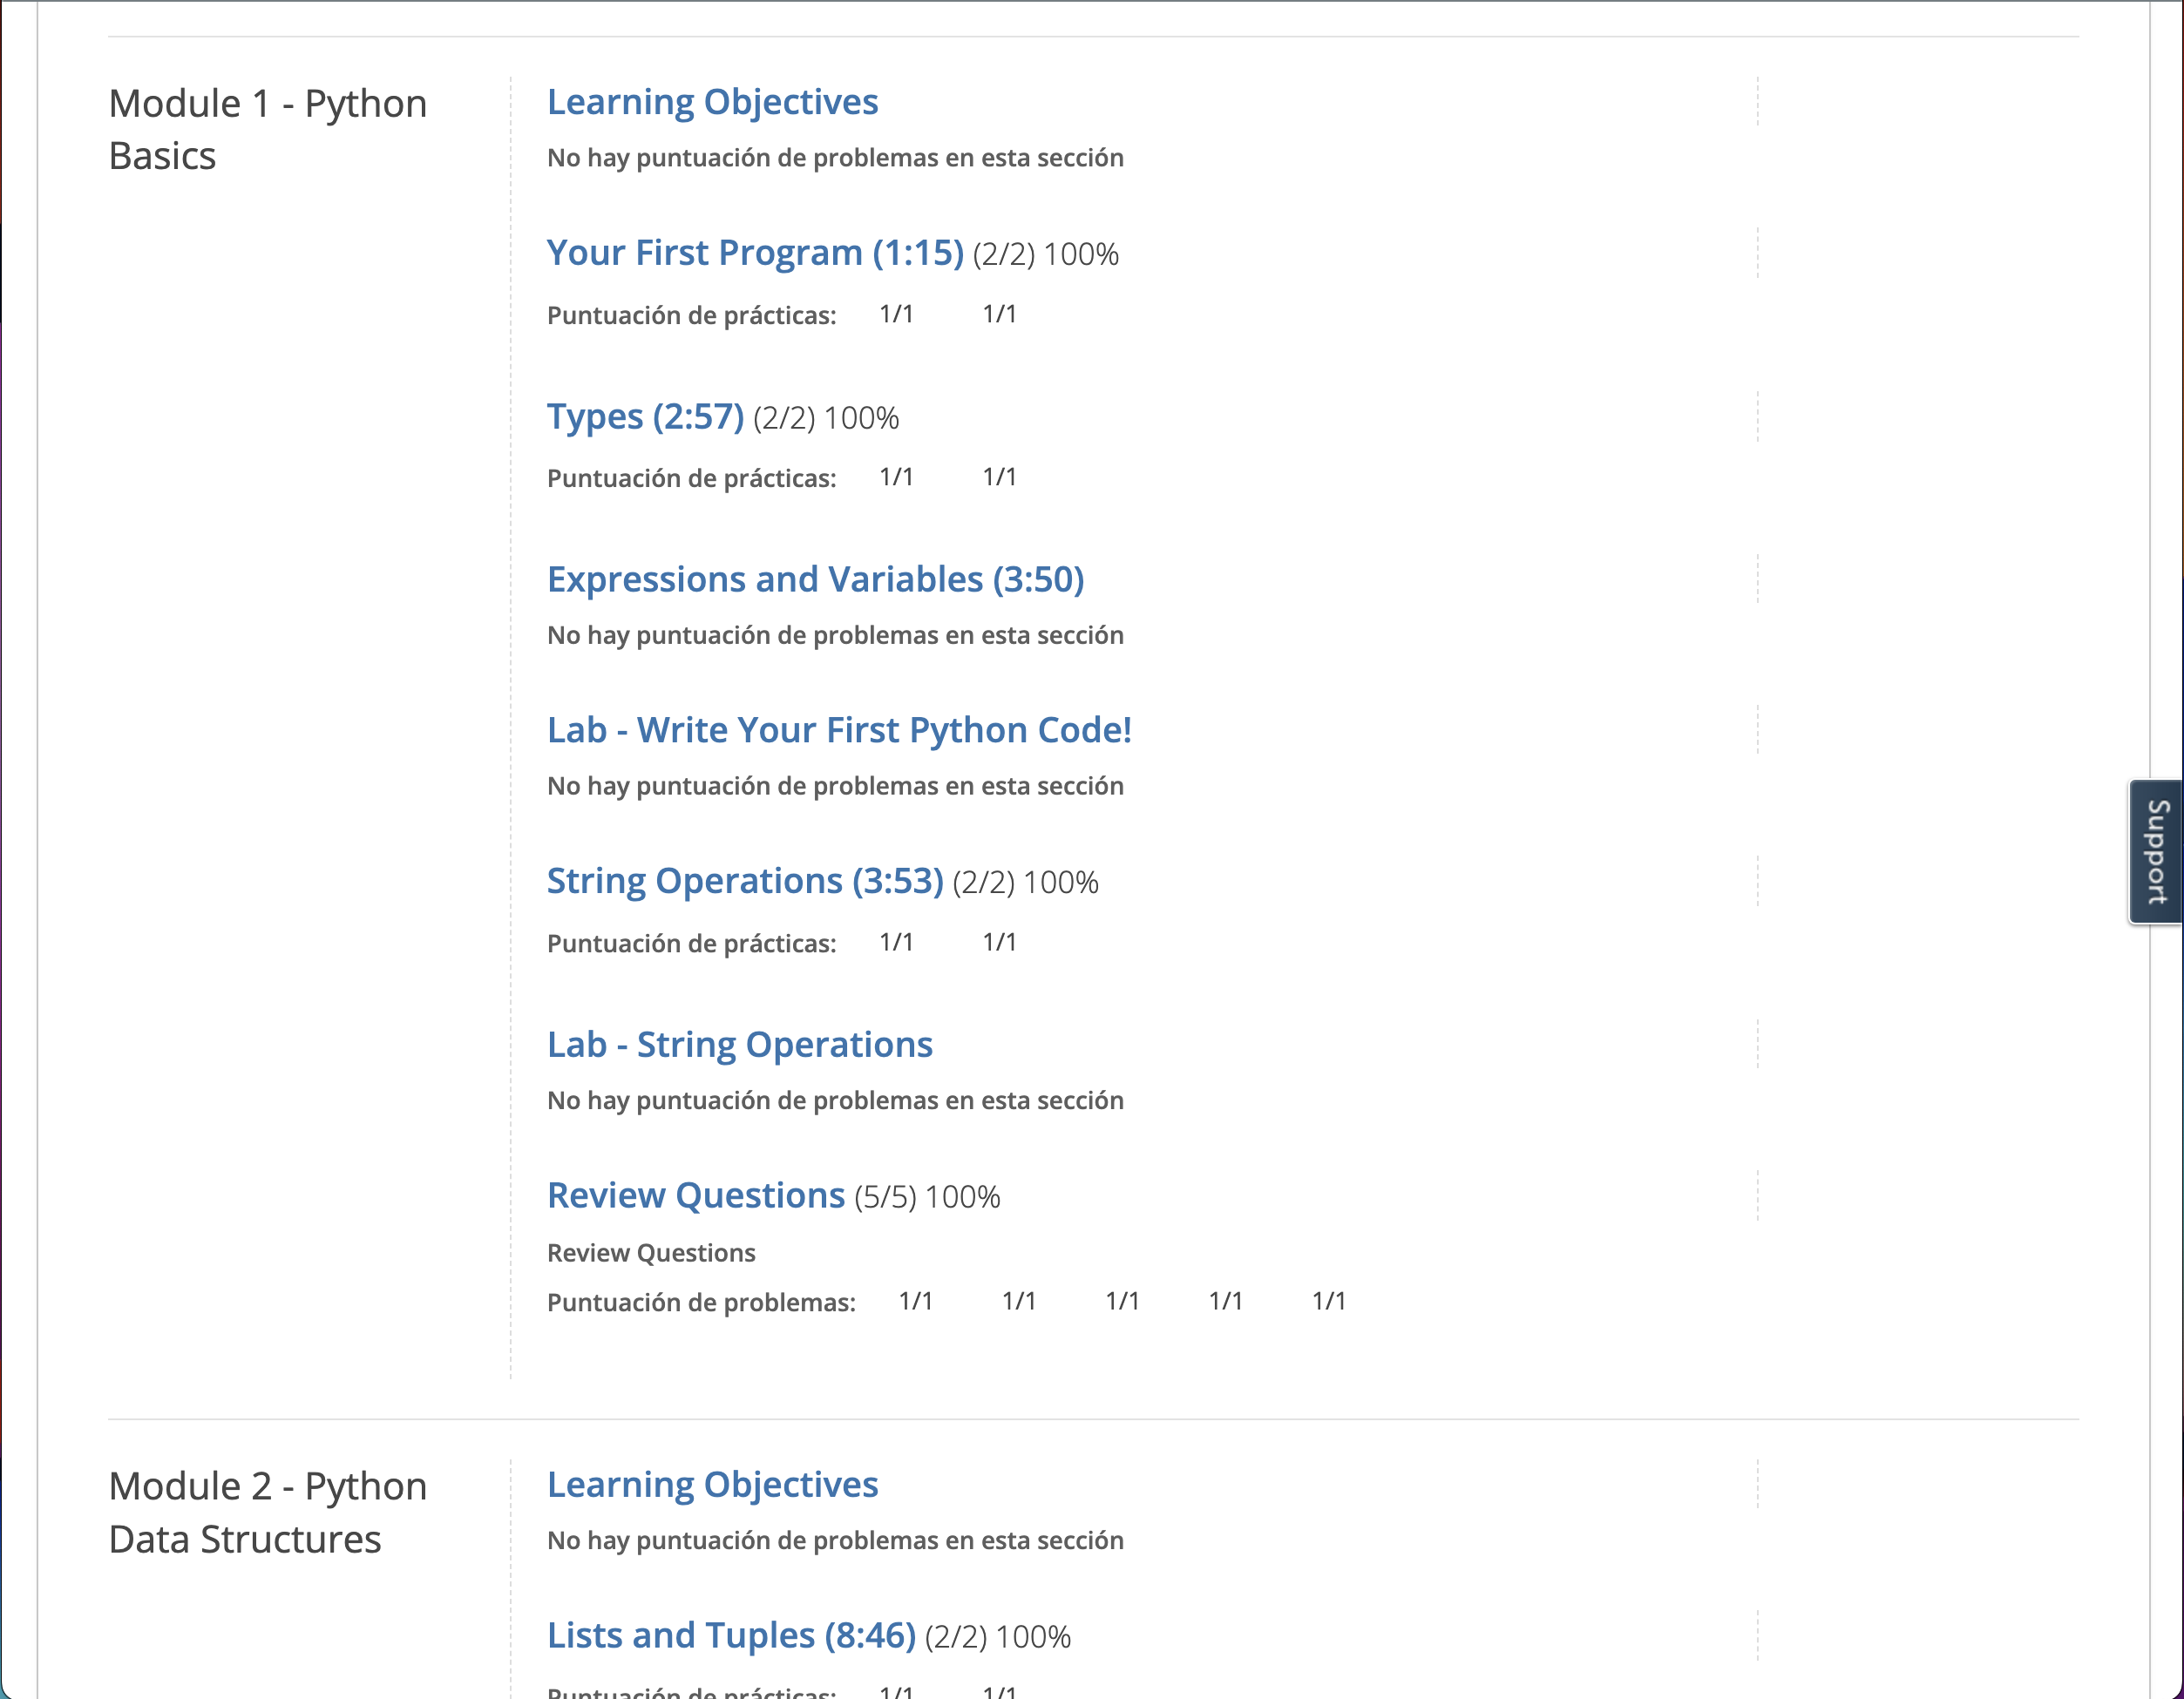 Module 1 - Python
Basics
Learning Objectives
No hay puntuación de problemas en esta sección
Your First Program (1:15) (2/2) 100%
Puntuación de prácticas: 1/1 1/1
Types (2:57) (2/2) 100%
Puntuación de prácticas: 1/1 1/1
Expressions and Variables (3:50)
No hay puntuación de problemas en esta sección
Lab - Write Your First Python Code!
No hay puntuación de problemas en esta sección
String Operations (3:53) (2/2) 100%
Puntuación de prácticas: 1/1 1/1
Lab - String Operations
No hay puntuación de problemas en esta sección
Review Questions (5/5) 100%
Review Questions
Puntuación de problemas: 1/1 1/1 1/1 1/1 1/1
Module 2 - Python
Data Structures
Learning Objectives
No hay puntuación de problemas en esta sección
Lists and Tuples (8:46) (2/2) 100%
Puntuación de prácticas: 1/1 1/1
Support